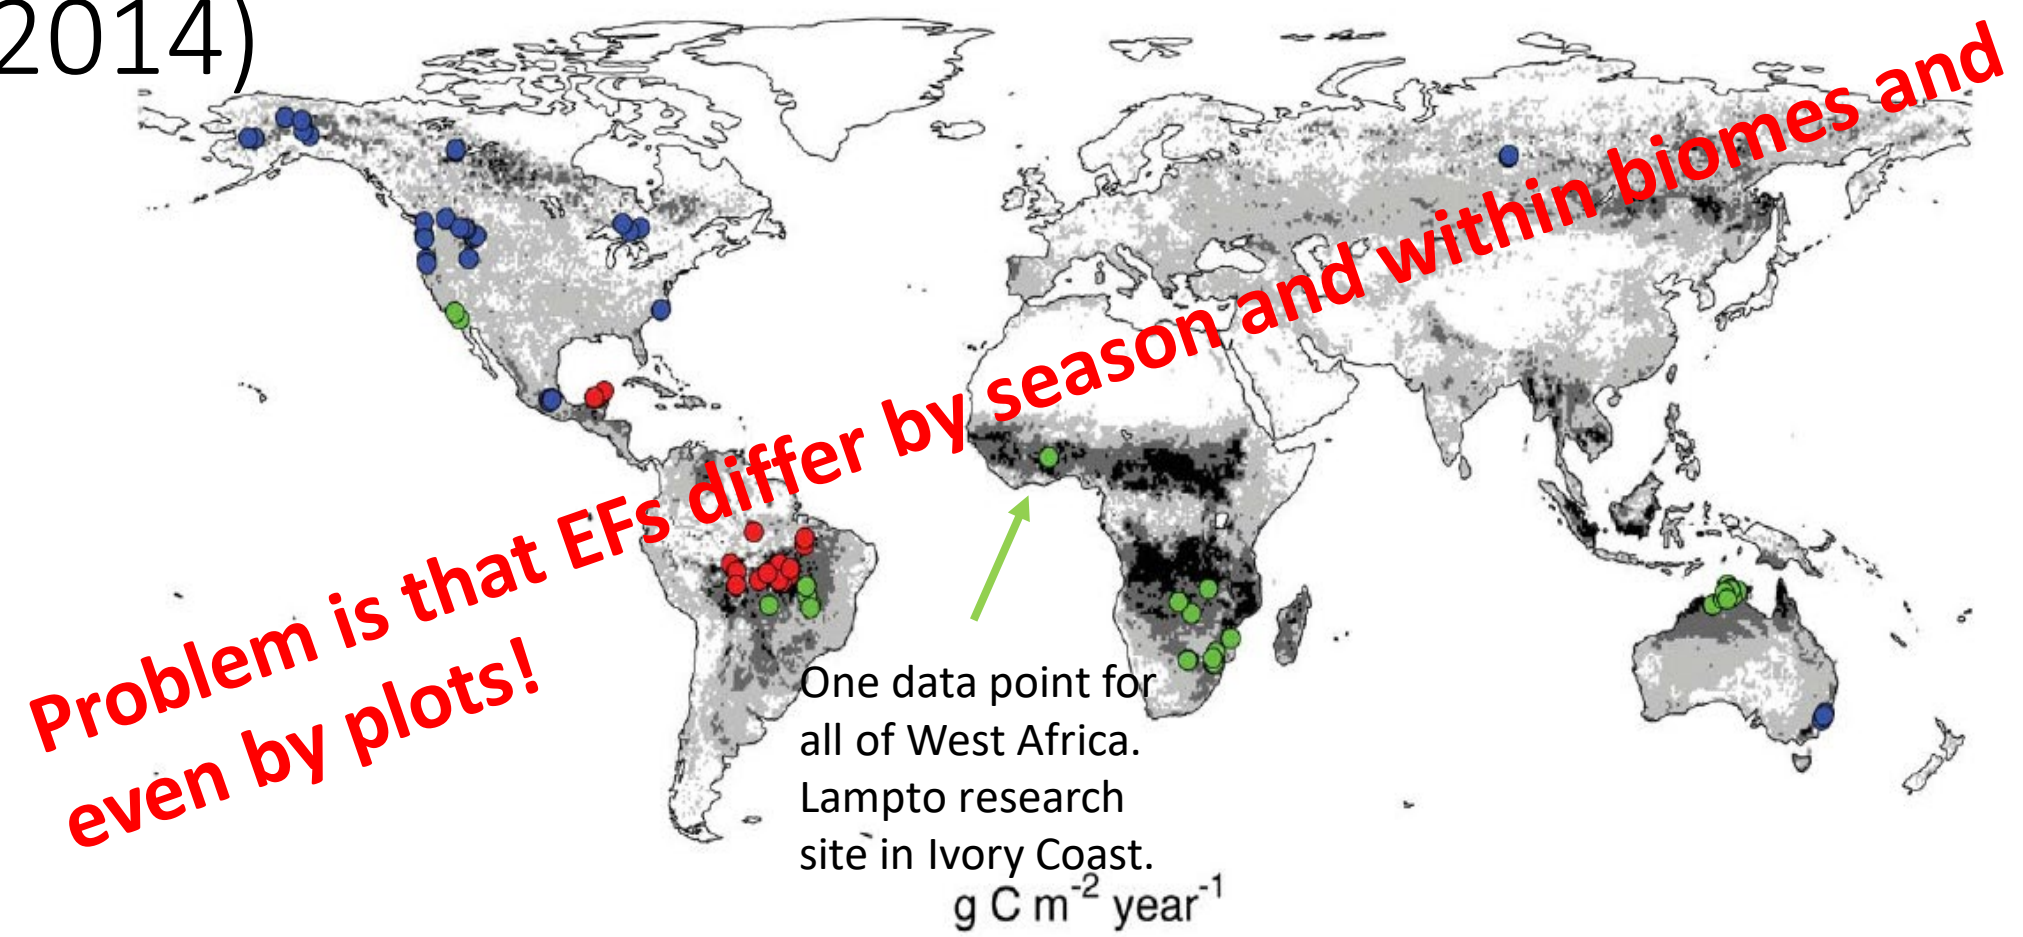 2014)
Problem is that EFs differ by season and within biomes and
even by plots!
One data point for
all of West Africa.
Lampto research
site in Ivory Coast.
g C m⁻² year⁻¹